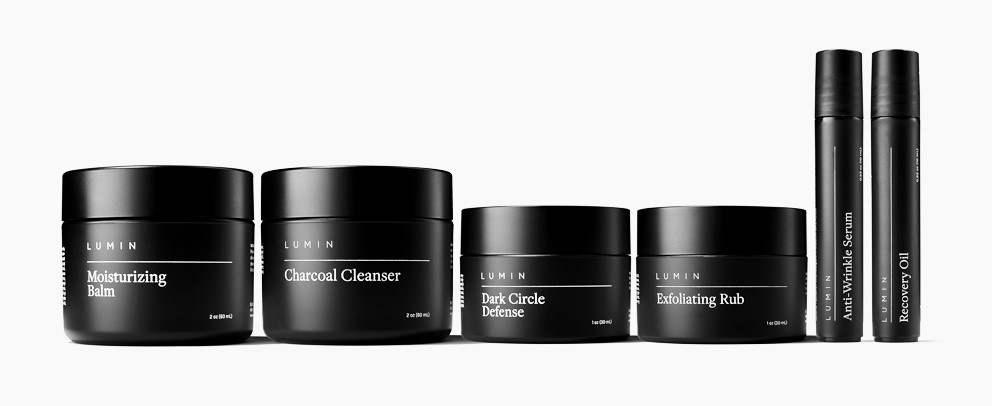 LUMIN
Moisturizing
Balm
2 oz (60 mL)
LUMIN
Charcoal Cleanser
2 oz (60 mL)
LUMIN
Dark Circle
Defense
1 oz (30 mL)
LUMIN
Exfoliating Rub
1 oz (30 mL)
LUMIN
Anti-Wrinkle Serum
LUMIN
Recovery Oil